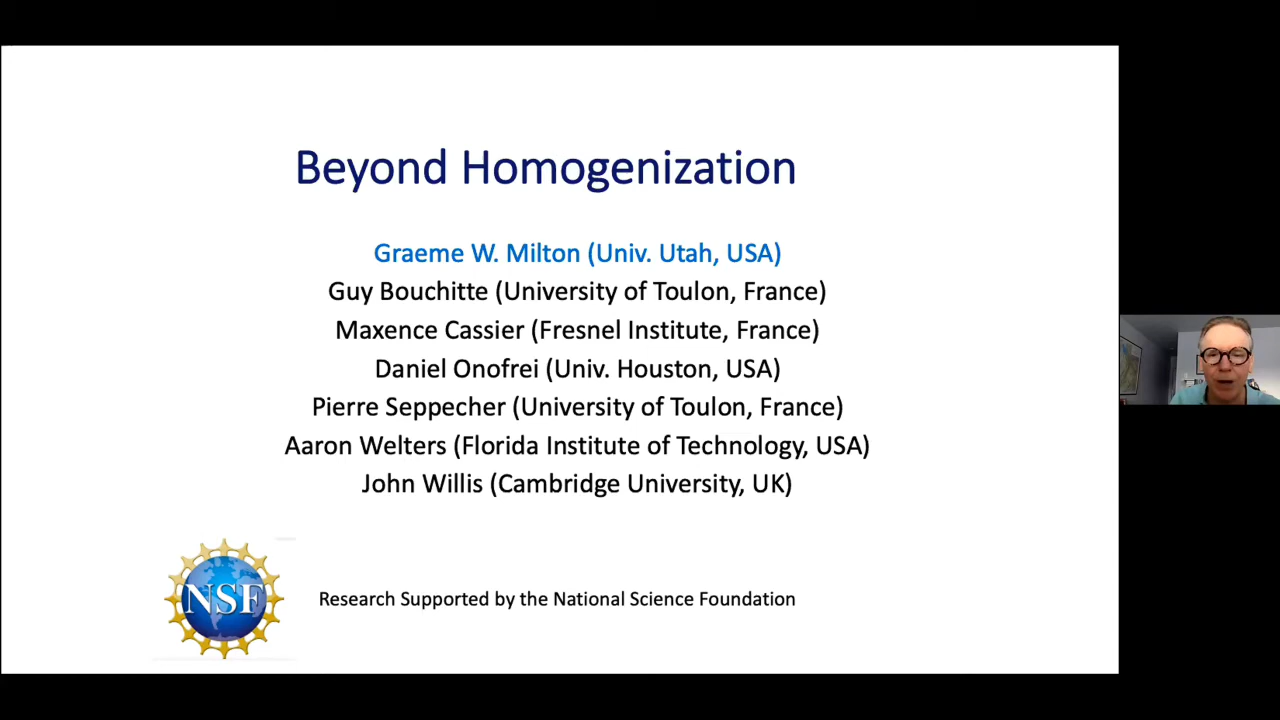 Beyond Homogenization
Graeme W. Milton (Univ. Utah, USA)
Guy Bouchitte (University of Toulon, France)
Maxence Cassier (Fresnel Institute, France)
Daniel Onofrei (Univ. Houston, USA)
Pierre Seppecher (University of Toulon, France)
Aaron Welters (Florida Institute of Technology, USA)
John Willis (Cambridge University, UK)
NSF
Research Supported by the National Science Foundation